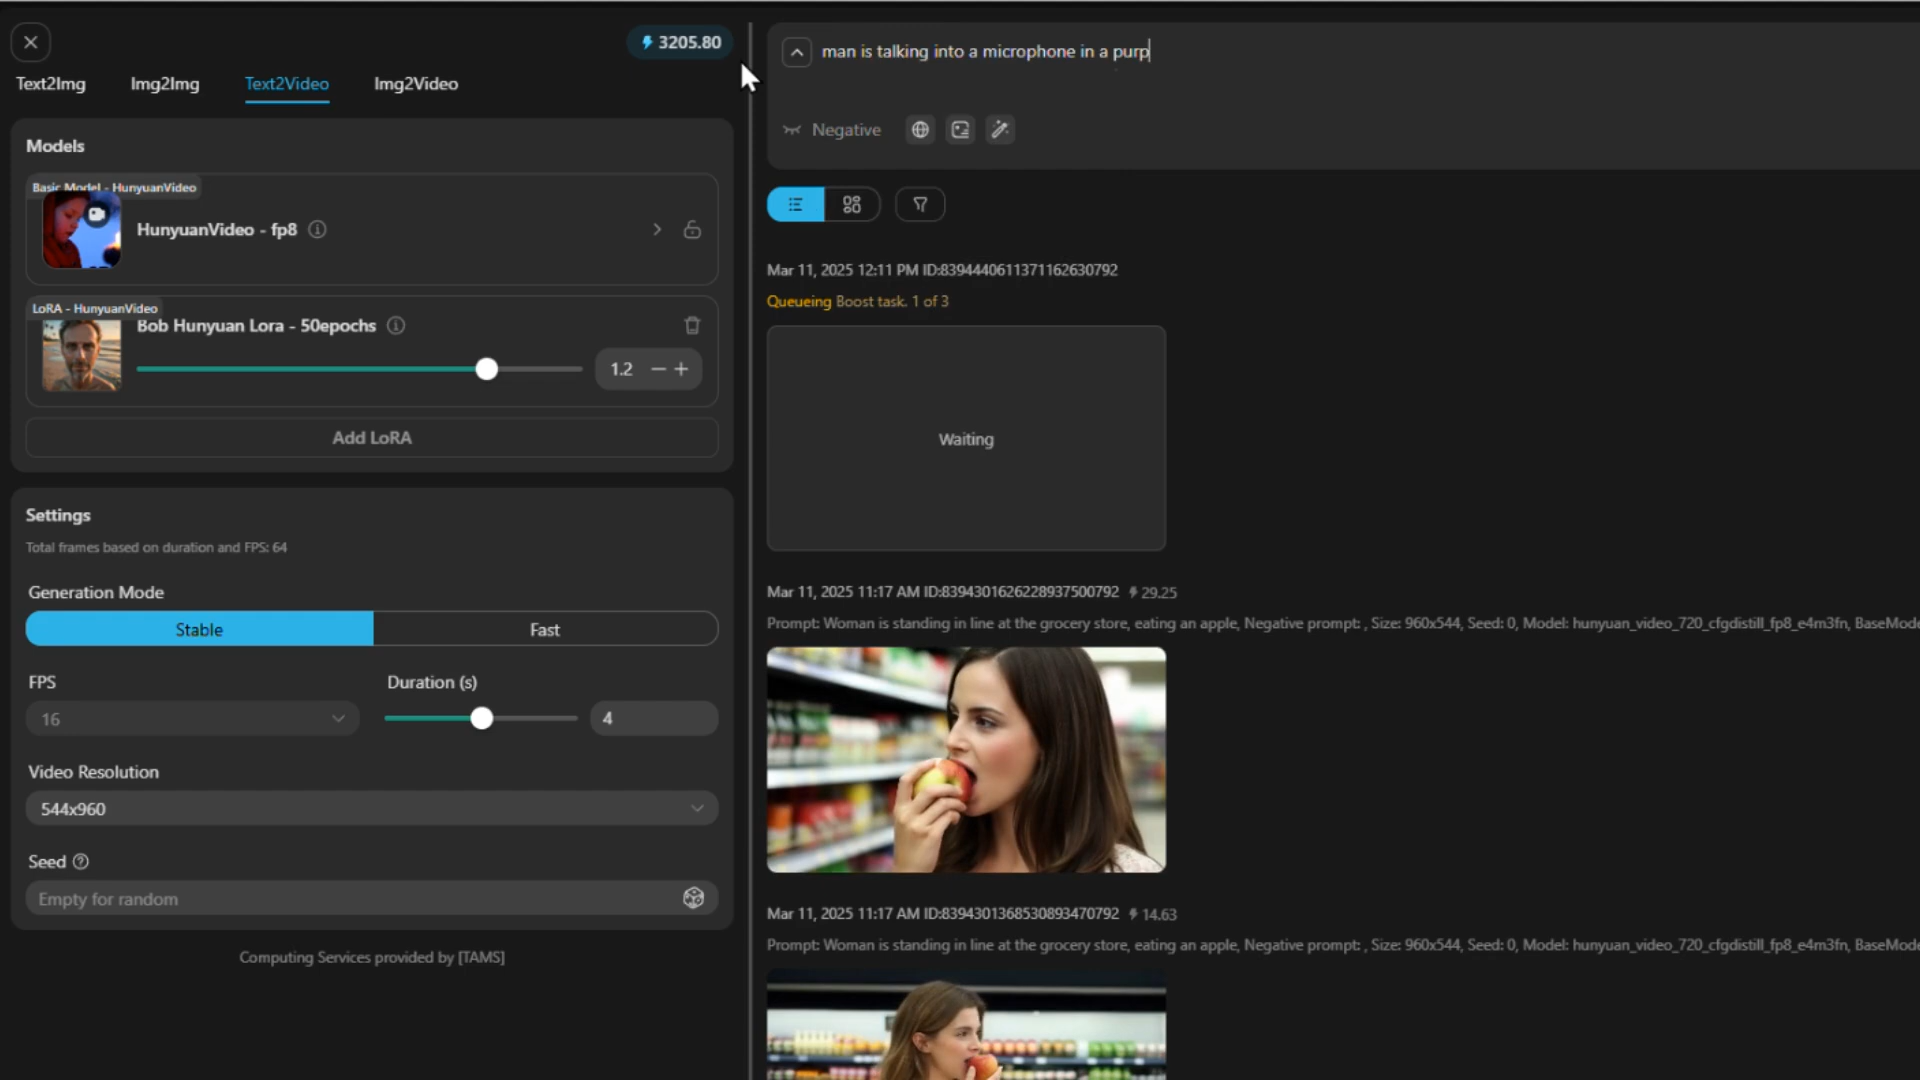 3205.80
Text2Img
Img2Img
Text2Video
Img2Video
Models
Basic Model - HunyuanVideo
HunyuanVideo - fp8
LoRA - HunyuanVideo
Bob Hunyuan Lora - 50epochs
1.2
Add LoRA
Settings
Total frames based on duration and FPS: 64
Generation Mode
Stable
Fast
FPS
Duration (s)
16
4
Video Resolution
544x960
Seed
Empty for random
Computing Services provided by [TAMS]
man is talking into a microphone in a purp
Negative
Mar 11, 2025 12:11 PM ID:839444061137116263​0792
Queueing Boost task. 1 of 3
Waiting
Mar 11, 2025 11:17 AM ID:839430162622893750​0792 29.25
Prompt: Woman is standing in line at the grocery store, eating an apple, Negative prompt: , Size: 960x544, Seed: 0, Model: hunyuan_video_720_cfgdistill_fp8_e4m3fn, BaseMode
Mar 11, 2025 11:17 AM ID:839430136853089347​0792 14.63
Prompt: Woman is standing in line at the grocery store, eating an apple, Negative prompt: , Size: 960x544, Seed: 0, Model: hunyuan_video_720_cfgdistill_fp8_e4m3fn, BaseMode